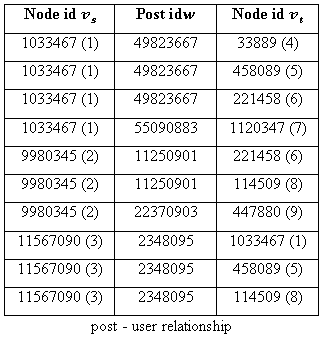 Node id vs Post idw Node id vt
1033467 (1) 49823667 33889 (4)
1033467 (1) 49823667 458089 (5)
1033467 (1) 49823667 221458 (6)
1033467 (1) 55090883 1120347 (7)
9980345 (2) 11250901 221458 (6)
9980345 (2) 11250901 114509 (8)
9980345 (2) 22370903 447880 (9)
11567090 (3) 2348095 1033467 (1)
11567090 (3) 2348095 458089 (5)
11567090 (3) 2348095 114509 (8)
post - user relationship